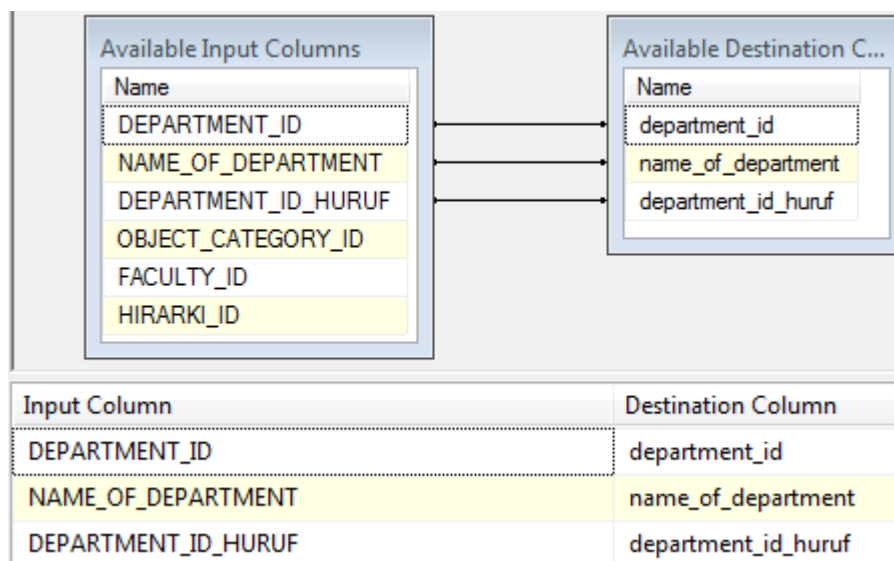 Available Input Columns
Name
DEPARTMENT_ID
NAME_OF_DEPARTMENT
DEPARTMENT_ID_HURUF
OBJECT_CATEGORY_ID
FACULTY_ID
HIRARKI_ID
Available Destination C...
Name
department_id
name_of_department
department_id_huruf
Input Column Destination Column
DEPARTMENT_ID department_id
NAME_OF_DEPARTMENT name_of_department
DEPARTMENT_ID_HURUF department_id_huruf